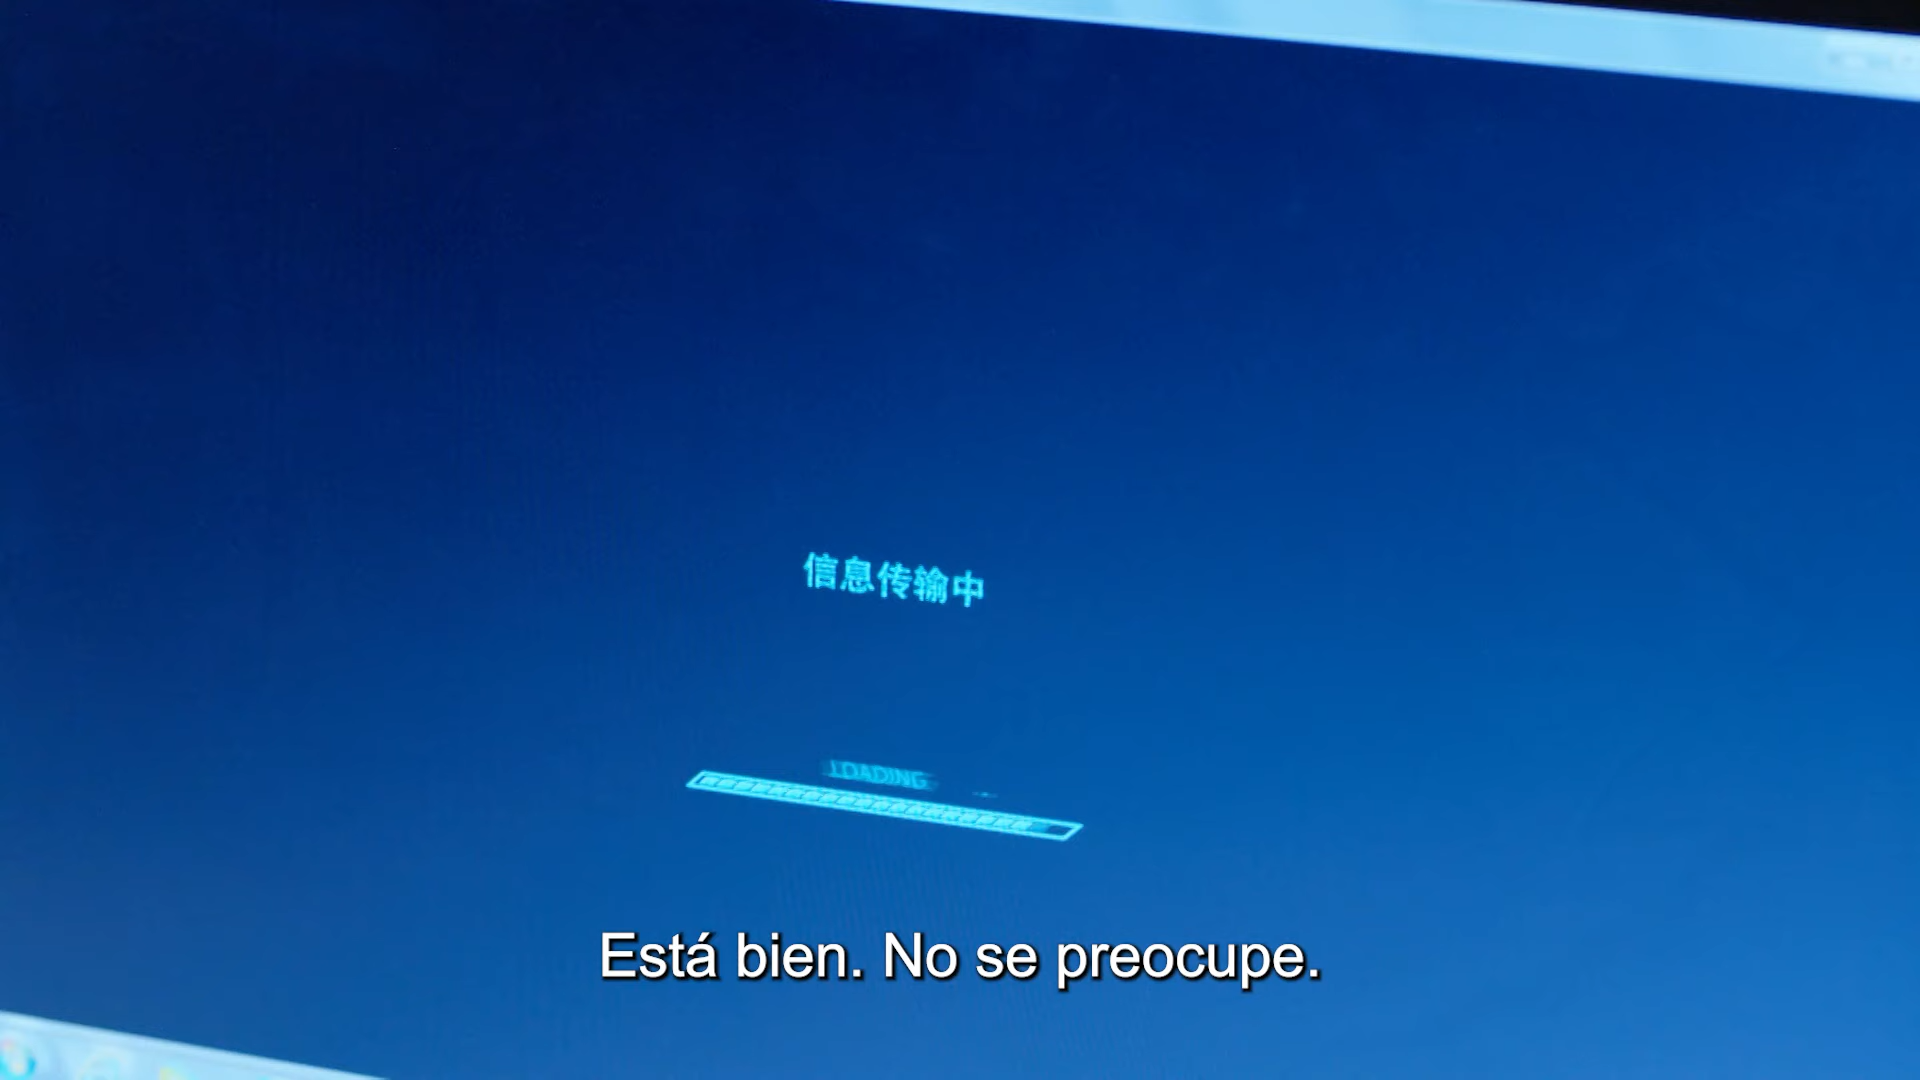 信息传输中
LOADING
Está bien. No se preocupe.